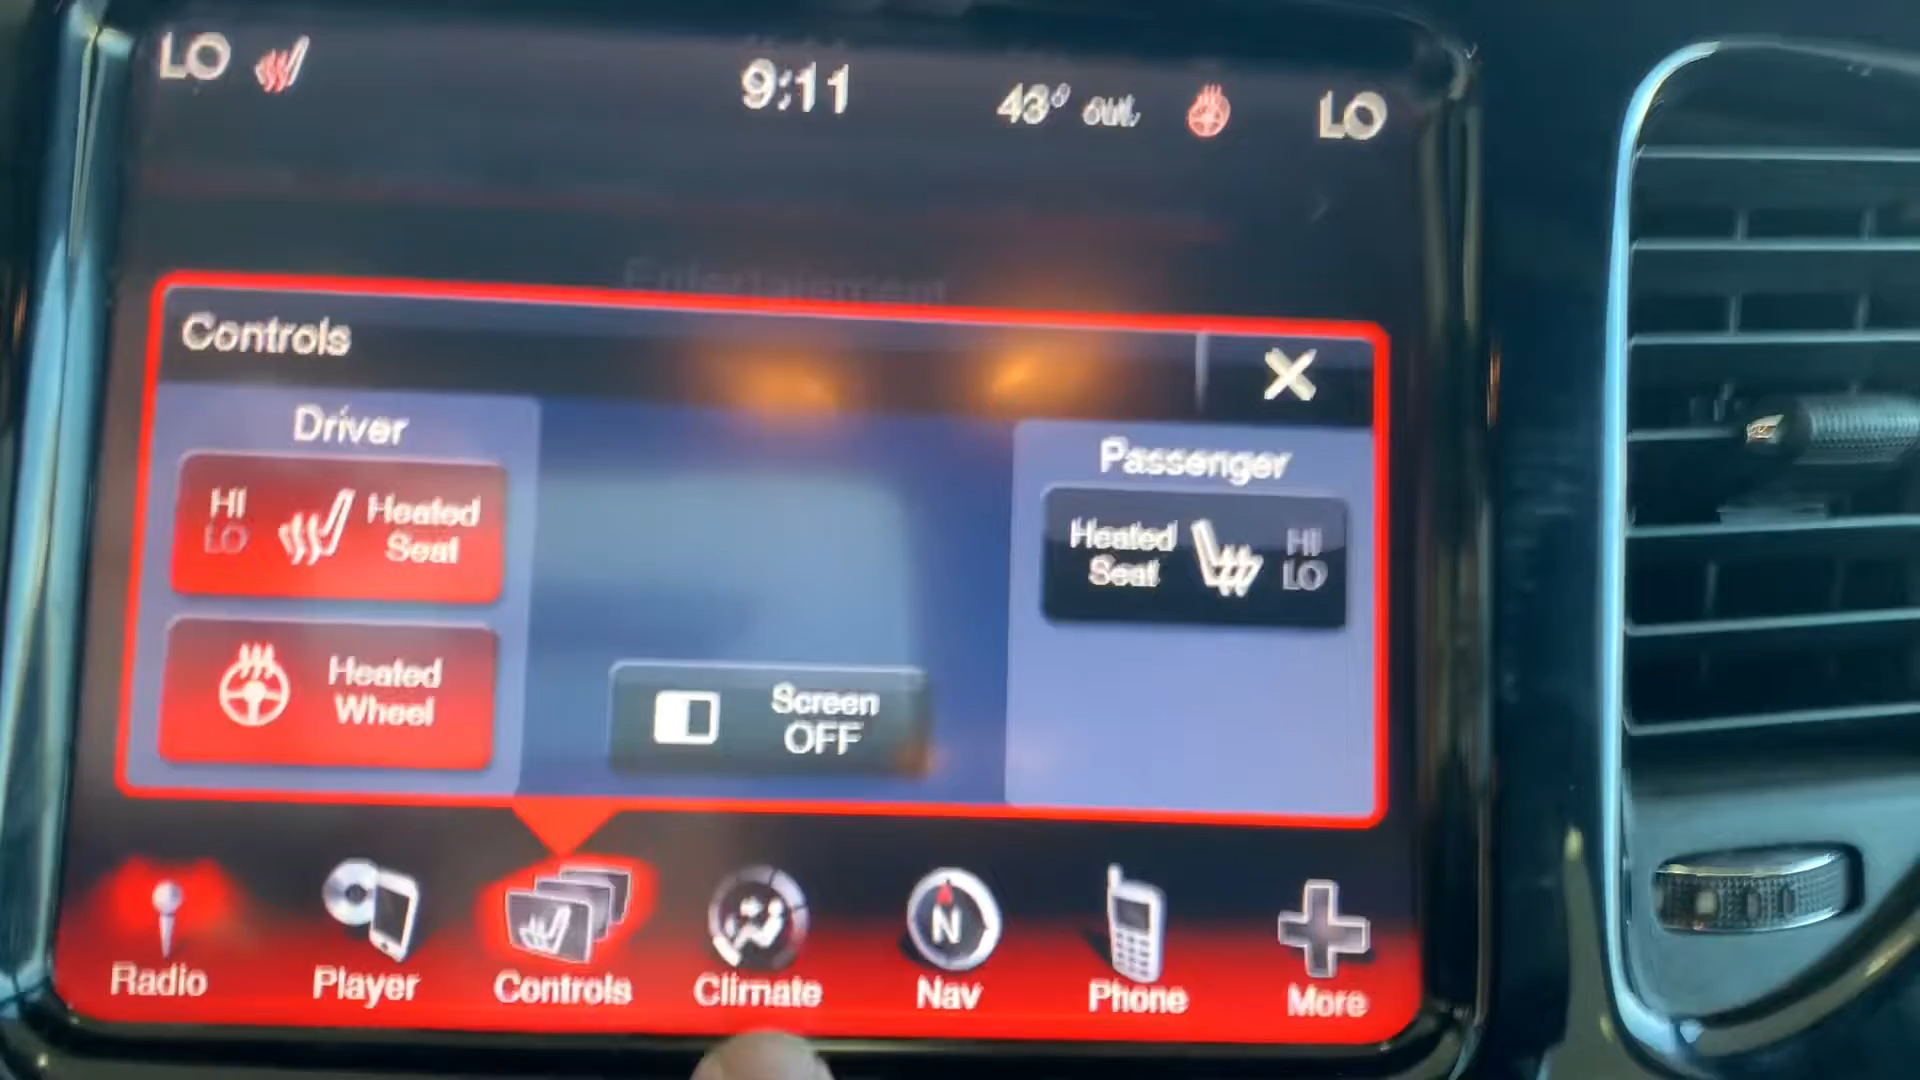 LO 9:11 43° out LO
Entertainment
Controls X
Driver
Passenger
HI
LO
Heated
Seat
Heated
Seat
HI
LO
Heated
Wheel
Screen
OFF
N
Radio Player Controls Climate Nav Phone More